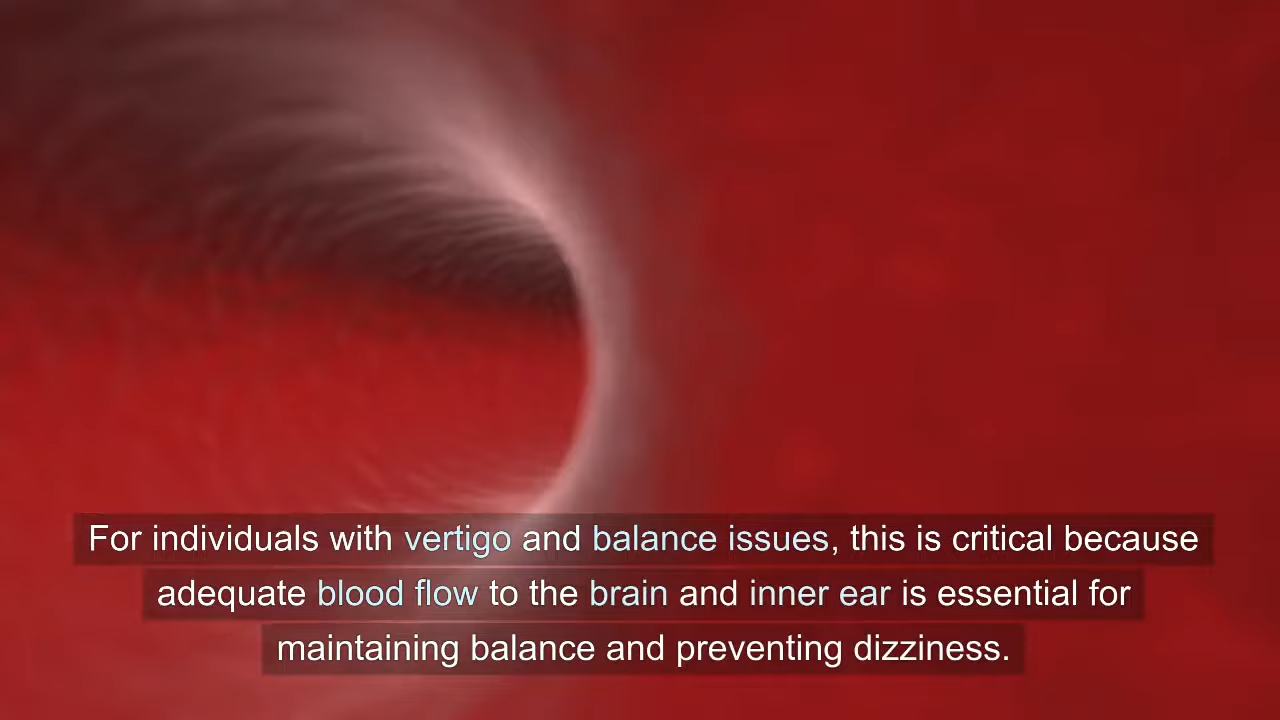 For individuals with vertigo and balance issues, this is critical because
adequate blood flow to the brain and inner ear is essential for
maintaining balance and preventing dizziness.